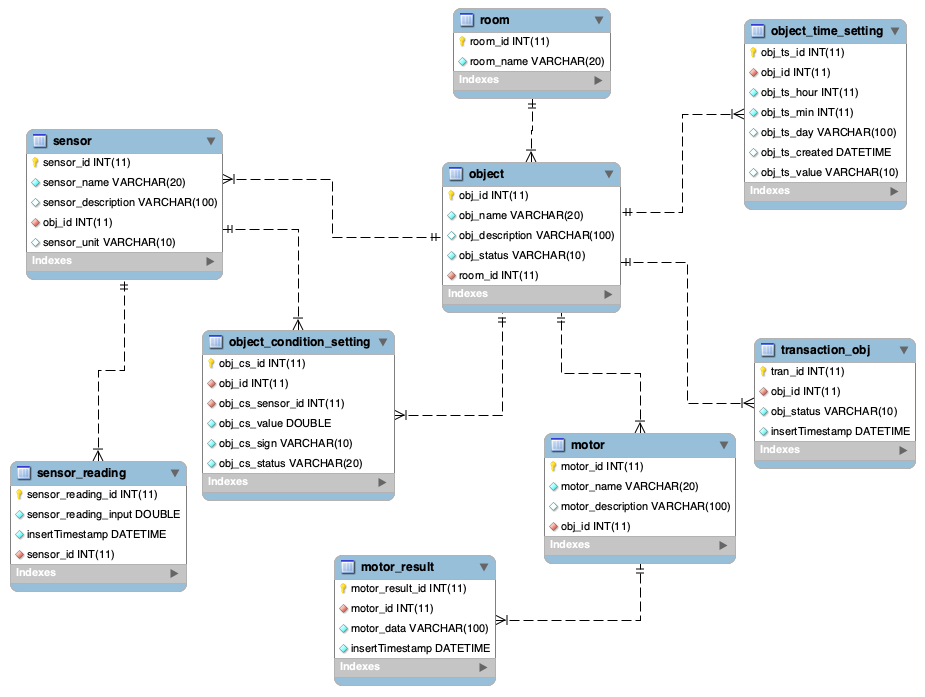 room
room_id INT(11)
room_name VARCHAR(20)
Indexes
object_time_setting
obj_ts_id INT(11)
obj_id INT(11)
obj_ts_hour INT(11)
obj_ts_min INT(11)
obj_ts_day VARCHAR(100)
obj_ts_created DATETIME
obj_ts_value VARCHAR(10)
Indexes
sensor
sensor_id INT(11)
sensor_name VARCHAR(20)
sensor_description VARCHAR(100)
obj_id INT(11)
sensor_unit VARCHAR(10)
Indexes
object
obj_id INT(11)
obj_name VARCHAR(20)
obj_description VARCHAR(100)
obj_status VARCHAR(10)
room_id INT(11)
Indexes
object_condition_setting
obj_cs_id INT(11)
obj_id INT(11)
obj_cs_sensor_id INT(11)
obj_cs_value DOUBLE
obj_cs_sign VARCHAR(10)
obj_cs_status VARCHAR(20)
Indexes
transaction_obj
tran_id INT(11)
obj_id INT(11)
obj_status VARCHAR(10)
insertTimestamp DATETIME
Indexes
sensor_reading
sensor_reading_id INT(11)
sensor_reading_input DOUBLE
insertTimestamp DATETIME
sensor_id INT(11)
Indexes
motor
motor_id INT(11)
motor_name VARCHAR(20)
motor_description VARCHAR(100)
obj_id INT(11)
Indexes
motor_result
motor_result_id INT(11)
motor_id INT(11)
motor_data VARCHAR(100)
insertTimestamp DATETIME
Indexes